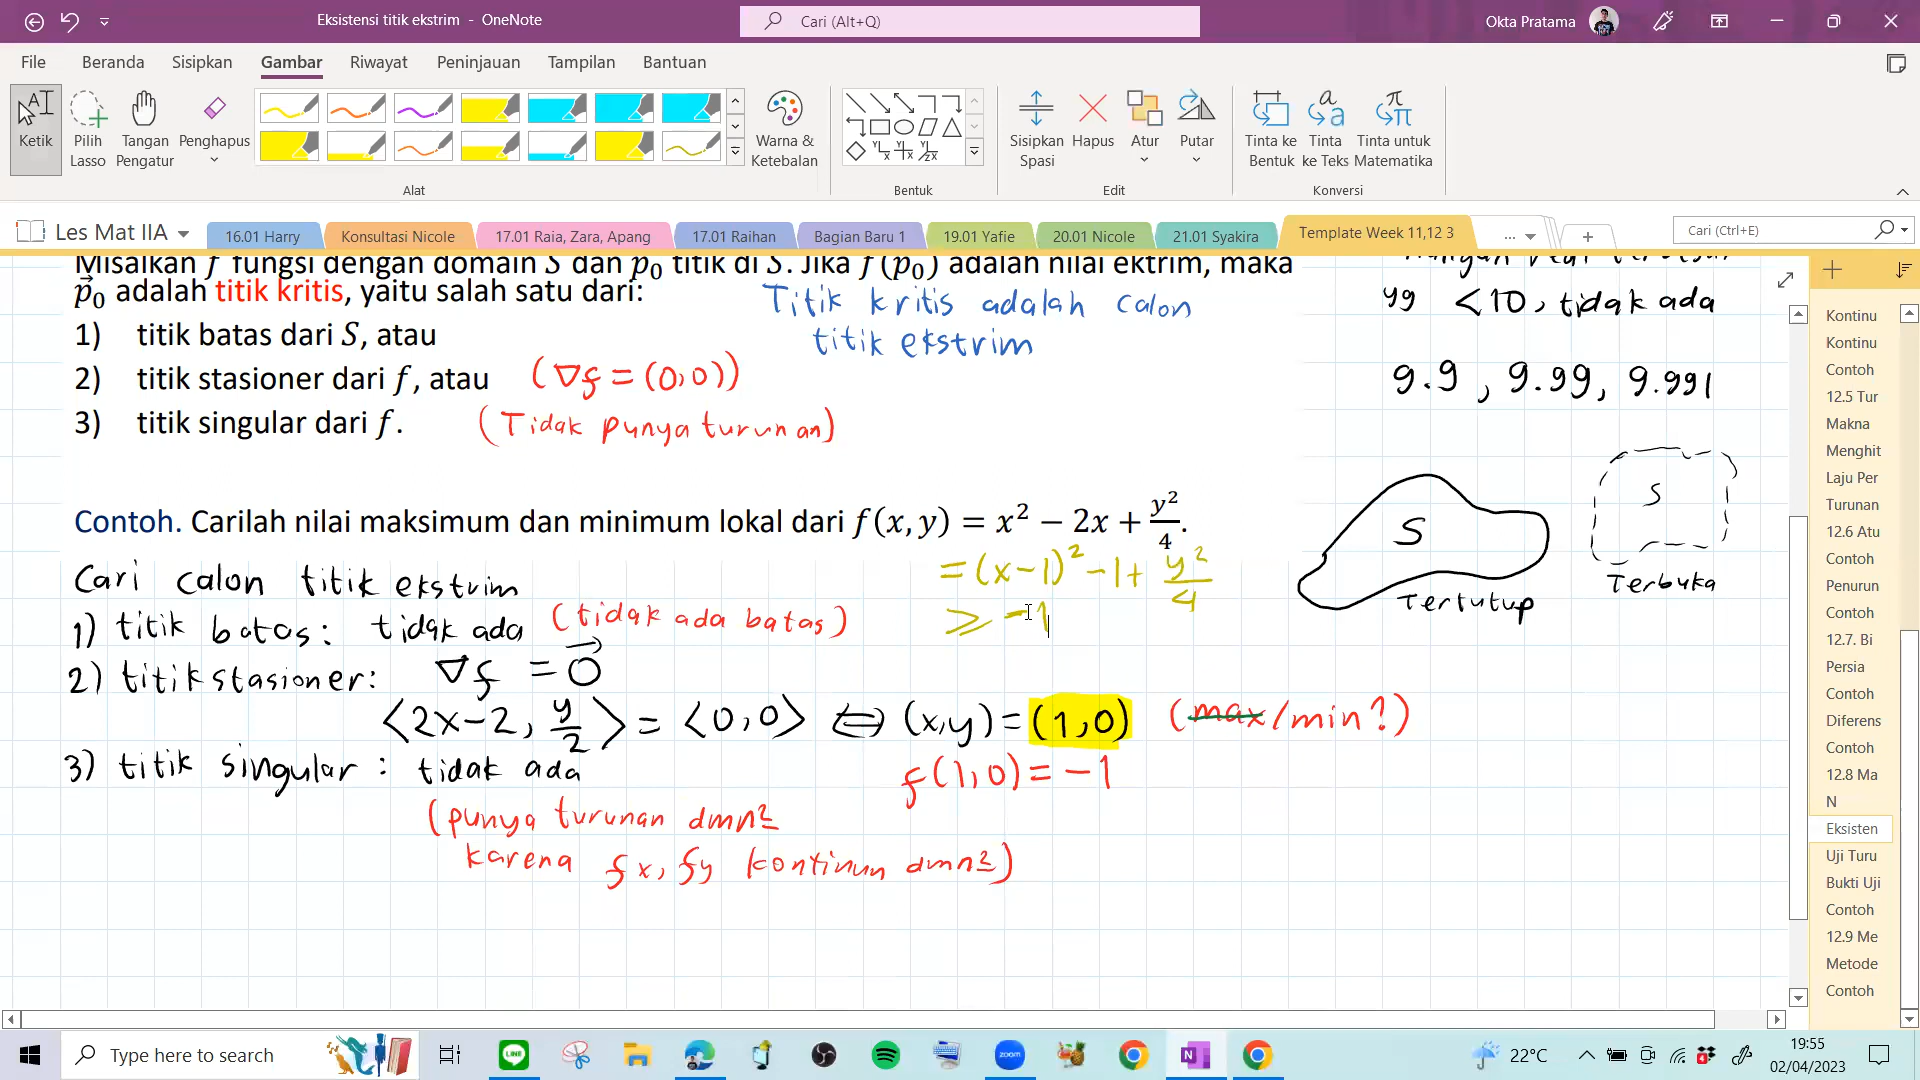 Eksistensi titik ekstrim - OneNote
Cari (Alt+Q)
Okta Pratama
File Beranda Sisipkan Gambar Riwayat Peninjauan Tampilan Bantuan
Ketik
Pilih Lasso
Tangan Pengatur
Penghapus
Warna & Ketebalan
Sisipkan Spasi
Hapus
Atur
Putar
Tinta ke Bentuk
Tinta ke Teks
Tinta untuk Matematika
Alat
Bentuk
Edit
Konversi
Les Mat IIA
16.01 Harry
Konsultasi Nicole
17.01 Raia, Zara, Apang
17.01 Raihan
Bagian Baru 1
19.01 Yafie
20.01 Nicole
21.01 Syakira
Template Week 11,12 3
...
Cari (Ctrl+E)
Misalkan f fungsi dengan domain S dan p₀ titik di S. Jika f(p₀) adalah nilai ektrim, maka
p⃗₀ adalah titik kritis, yaitu salah satu dari:
Titik kritis adalah calon
titik ekstrim
1) titik batas dari S, atau
2) titik stasioner dari f, atau (∇f = (0,0))
3) titik singular dari f. (Tidak punya turunan)
yg <10, tidak ada
9.9 , 9.99, 9.991
S
Tertutup
S
Terbuka
Contoh. Carilah nilai maksimum dan minimum lokal dari f(x, y) = x² − 2x + y²/4.
= (x−1)² −1 + y²/4
≥ −1
Cari calon titik ekstrim
1) titik batas: tidak ada (tidak ada batas)
2) titik stasioner: ∇f = 0⃗
⟨2x−2, y/2⟩ = ⟨0,0⟩ ⇔ (x,y) = (1,0) (max/min?)
3) titik singular : tidak ada
f(1,0) = −1
(punya turunan dmn²
karena fx, fy kontinun dmn²)
Kontinu
Kontinu
Contoh
12.5 Tur
Makna
Menghit
Laju Per
Turunan
12.6 Atu
Contoh
Penurun
Contoh
12.7. Bi
Persia
Contoh
Diferens
Contoh
12.8 Ma
N
Eksisten
Uji Turu
Bukti Uji
Contoh
12.9 Me
Metode
Contoh
Type here to search
22°C
19:55
02/04/2023